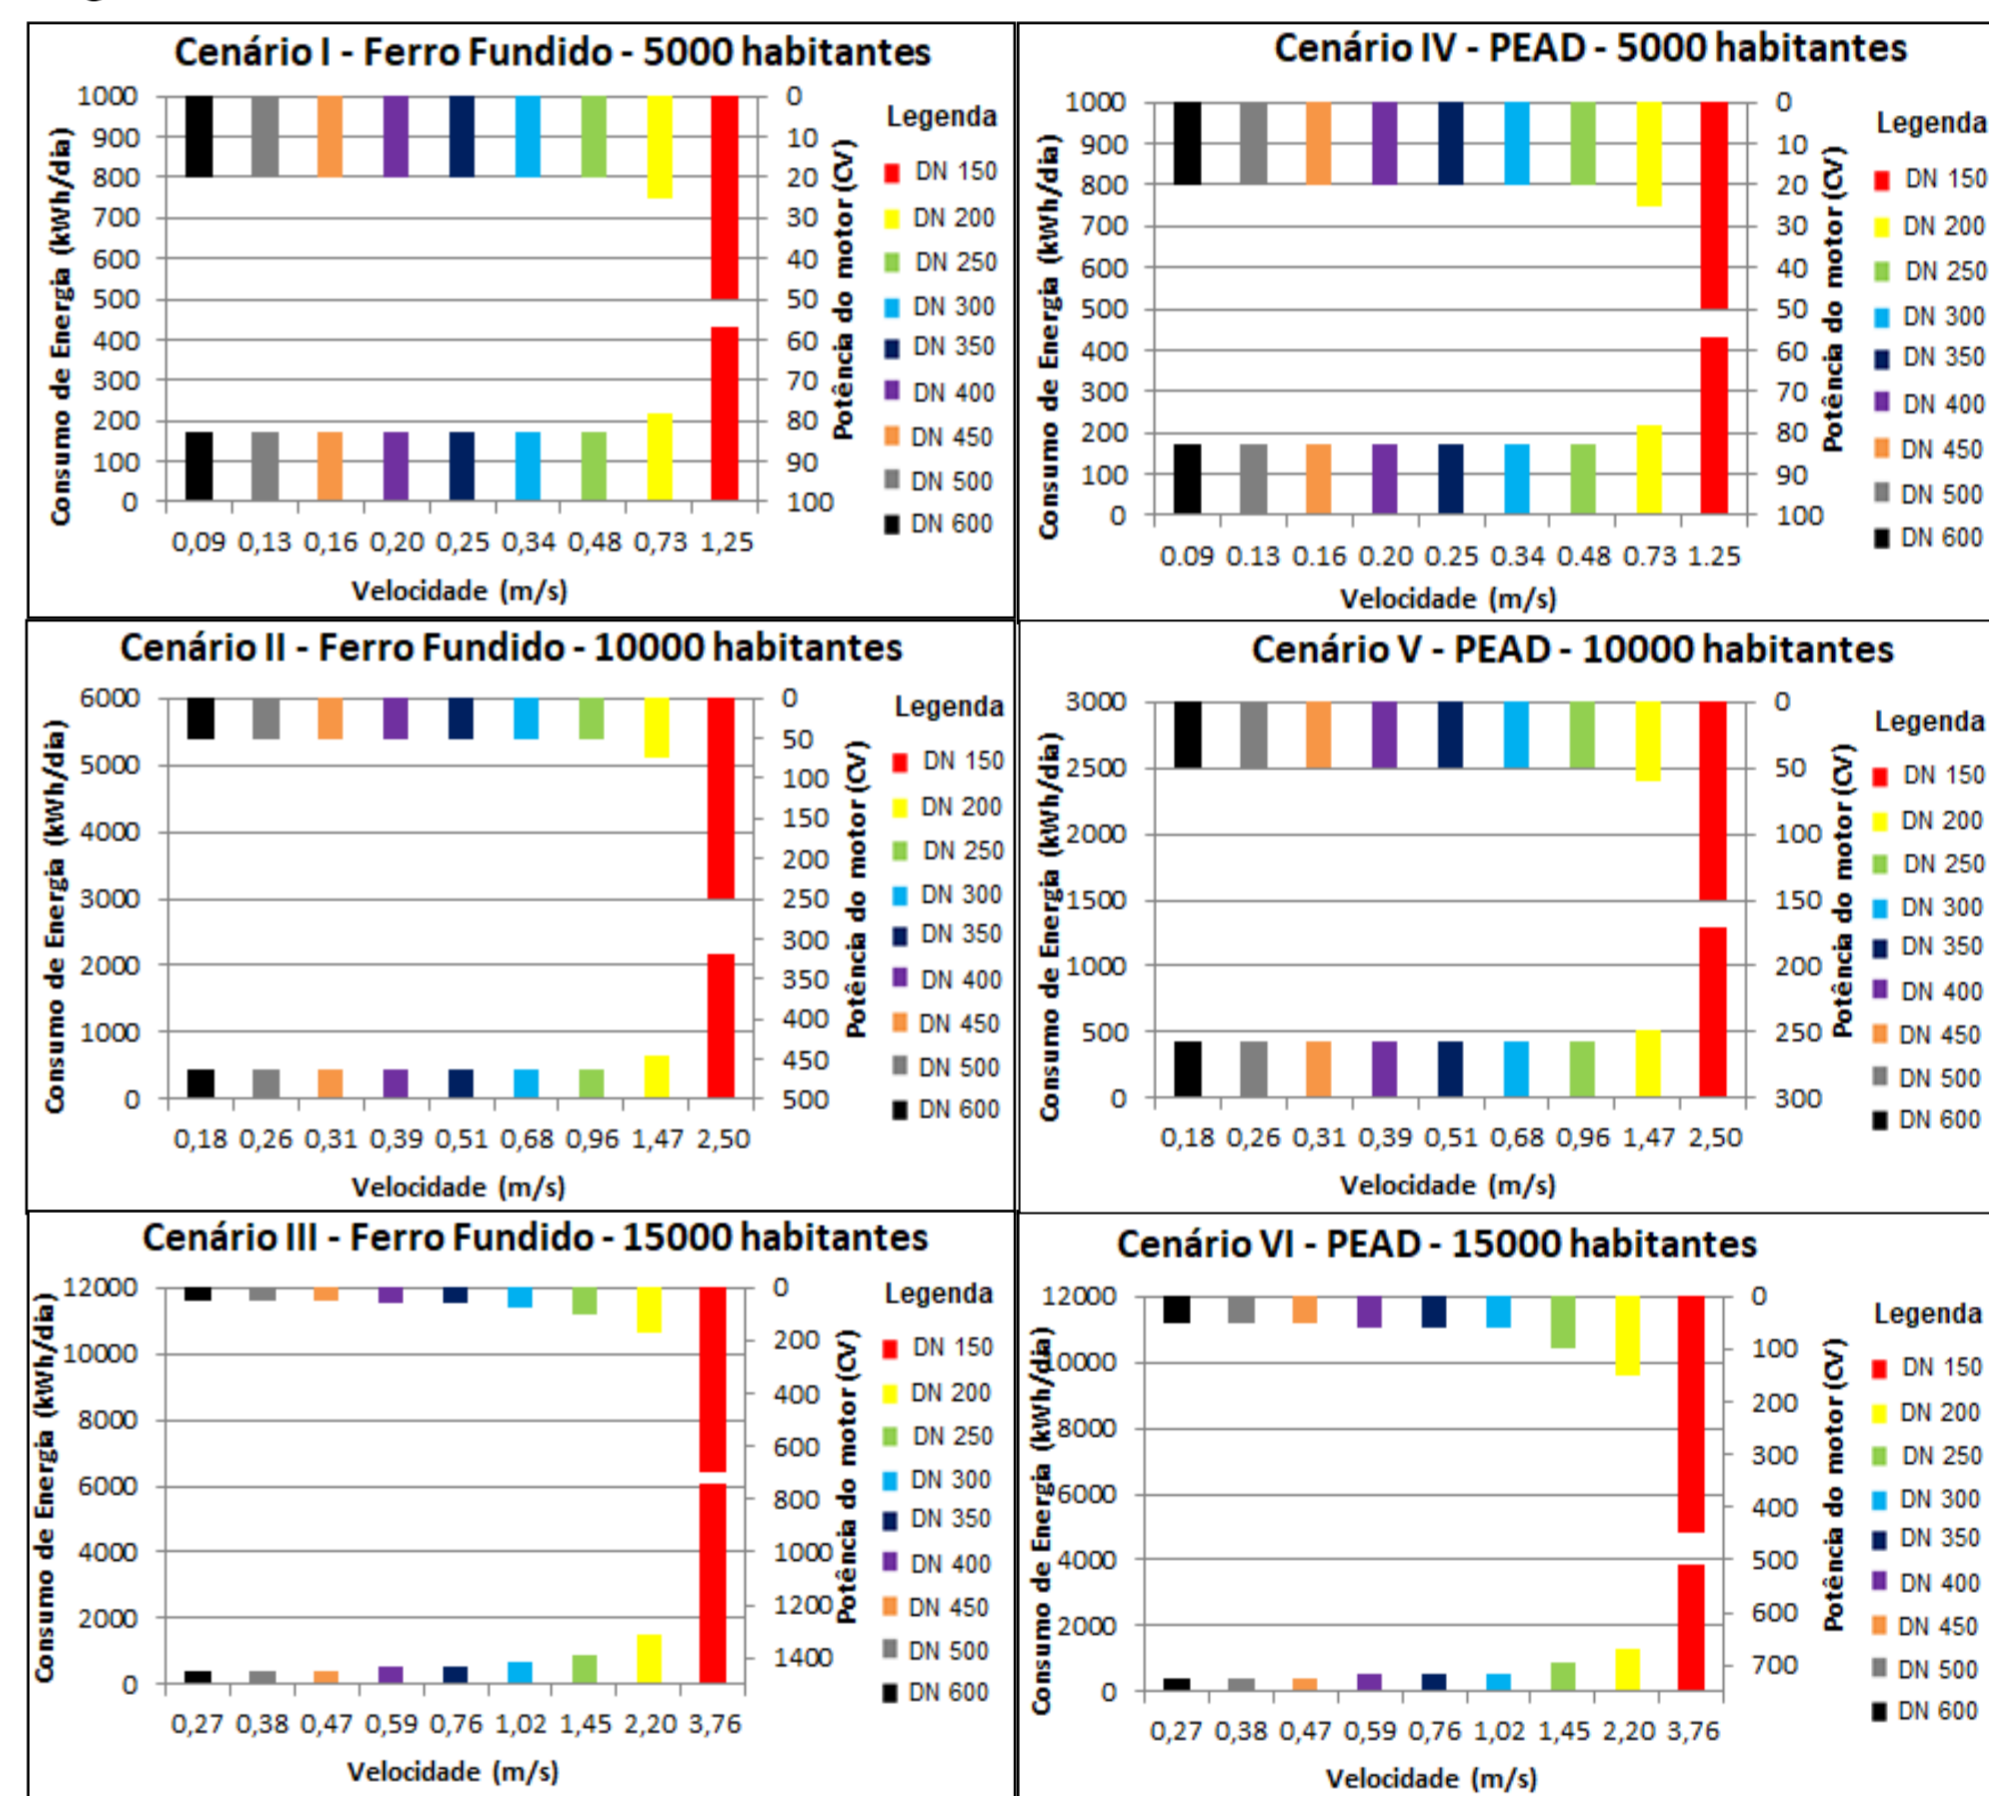 Cenário I - Ferro Fundido - 5000 habitantes
Consumo de Energia (kWh/dia)
1000
900
800
700
600
500
400
300
200
100
0
0
10
20
30
40
50
60
70
80
90
100
Potência do motor (CV)
0,09 0,13 0,16 0,20 0,25 0,34 0,48 0,73 1,25
Velocidade (m/s)
Legenda
DN 150
DN 200
DN 250
DN 300
DN 350
DN 400
DN 450
DN 500
DN 600
Cenário IV - PEAD - 5000 habitantes
Consumo de Energia (kWh/dia)
1000
900
800
700
600
500
400
300
200
100
0
0
10
20
30
40
50
60
70
80
90
100
Potência do motor (CV)
0.09 0.13 0.16 0.20 0.25 0.34 0.48 0.73 1.25
Velocidade (m/s)
Legenda
DN 150
DN 200
DN 250
DN 300
DN 350
DN 400
DN 450
DN 500
DN 600
Cenário II - Ferro Fundido - 10000 habitantes
Consumo de Energia (kWh/dia)
6000
5000
4000
3000
2000
1000
0
0
50
100
150
200
250
300
350
400
450
500
Potência do motor (CV)
0,18 0,26 0,31 0,39 0,51 0,68 0,96 1,47 2,50
Velocidade (m/s)
Legenda
DN 150
DN 200
DN 250
DN 300
DN 350
DN 400
DN 450
DN 500
DN 600
Cenário V - PEAD - 10000 habitantes
Consumo de Energia (kWh/dia)
3000
2500
2000
1500
1000
500
0
0
50
100
150
200
250
300
Potência do motor (CV)
0,18 0,26 0,31 0,39 0,51 0,68 0,96 1,47 2,50
Velocidade (m/s)
Legenda
DN 150
DN 200
DN 250
DN 300
DN 350
DN 400
DN 450
DN 500
DN 600
Cenário III - Ferro Fundido - 15000 habitantes
Consumo de Energia (kWh/dia)
12000
10000
8000
6000
4000
2000
0
0
200
400
600
800
1000
1200
1400
Potência do motor (CV)
0,27 0,38 0,47 0,59 0,76 1,02 1,45 2,20 3,76
Velocidade (m/s)
Legenda
DN 150
DN 200
DN 250
DN 300
DN 350
DN 400
DN 450
DN 500
DN 600
Cenário VI - PEAD - 15000 habitantes
Consumo de Energia (kWh/dia)
12000
10000
8000
6000
4000
2000
0
0
100
200
300
400
500
600
700
Potência do motor (CV)
0,27 0,38 0,47 0,59 0,76 1,02 1,45 2,20 3,76
Velocidade (m/s)
Legenda
DN 150
DN 200
DN 250
DN 300
DN 350
DN 400
DN 450
DN 500
DN 600